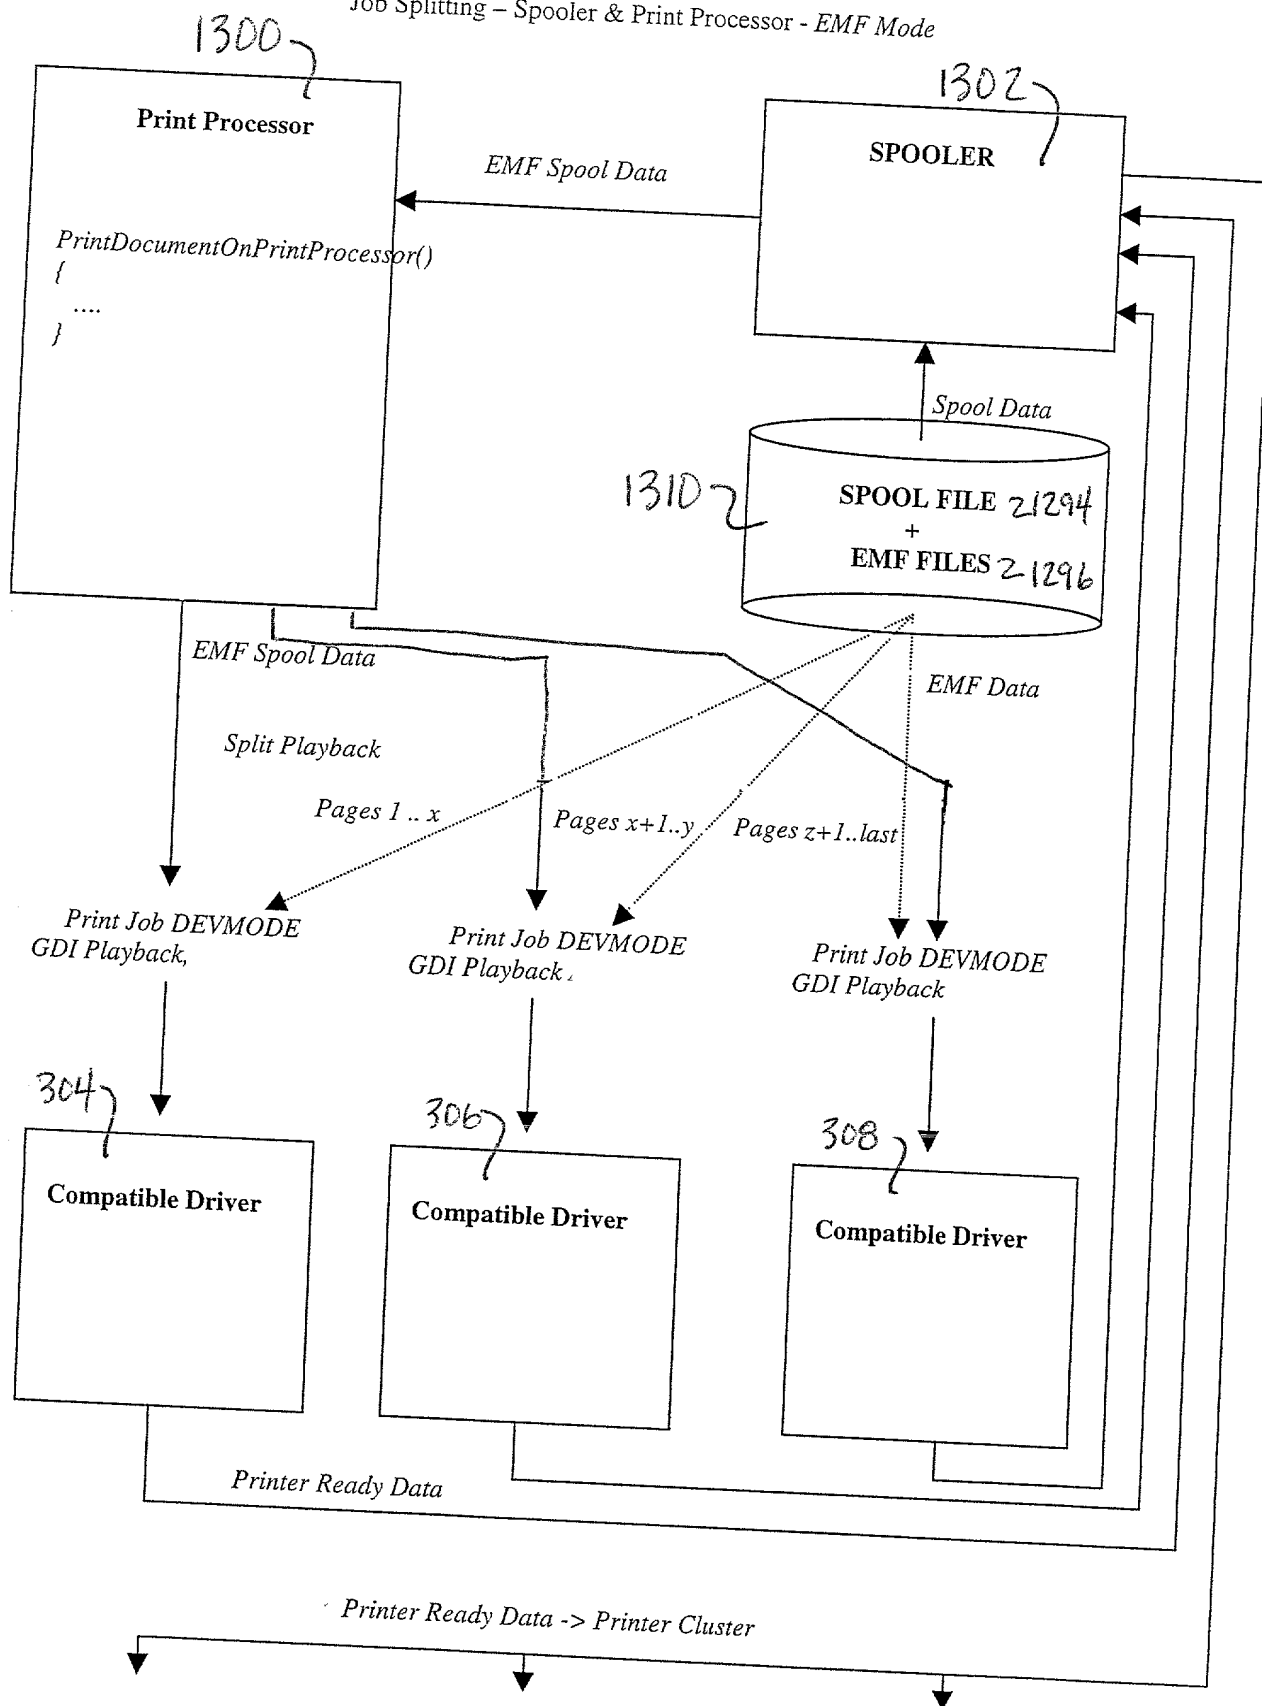 Job Splitting – Spooler & Print Processor - EMF Mode
1300
1302
Print Processor
SPOOLER
EMF Spool Data
PrintDocumentOnPrintProcessor()
{
....
}
Spool Data
1310
SPOOL FILE 1294
+
EMF FILES 1296
EMF Spool Data
EMF Data
Split Playback
Pages 1 .. x
Pages x+1..y
Pages z+1..last
Print Job DEVMODE
GDI Playback,
Print Job DEVMODE
GDI Playback
Print Job DEVMODE
GDI Playback
304
306
308
Compatible Driver
Compatible Driver
Compatible Driver
Printer Ready Data
Printer Ready Data -> Printer Cluster